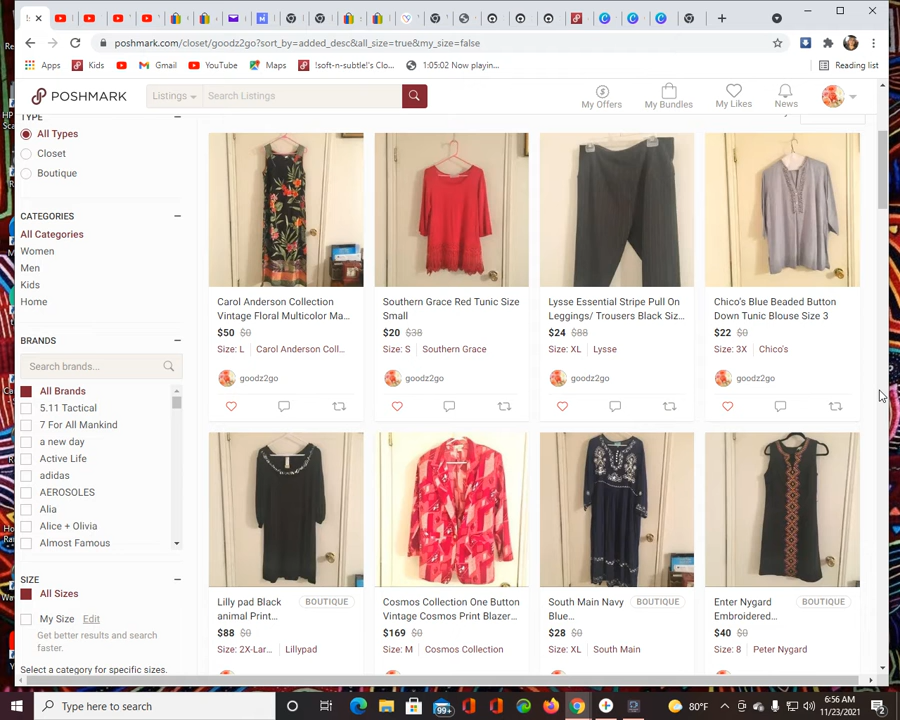 poshmark.com/closet/goodz2go?sort_by=added_desc&all_size=true&my_size=false
Apps Kids Gmail YouTube Maps !soft-n-subtle!'s Clo... 1:05:02 Now playin... Reading list
POSHMARK Listings Search Listings My Offers My Bundles My Likes News
TYPE
All Types
Closet
Boutique
CATEGORIES
All Categories
Women
Men
Kids
Home
BRANDS
Search brands...
All Brands
5.11 Tactical
7 For All Mankind
a new day
Active Life
adidas
AEROSOLES
Alia
Alice + Olivia
Almost Famous
SIZE
All Sizes
My Size Edit
Get better results and search
faster.
Select a category for specific sizes.
Carol Anderson Collection
Vintage Floral Multicolor Ma...
$50 $0
Size: L Carol Anderson Coll...
goodz2go
Southern Grace Red Tunic Size
Small
$20 $38
Size: S Southern Grace
goodz2go
Lysse Essential Stripe Pull On
Leggings/ Trousers Black Siz...
$24 $88
Size: XL Lysse
goodz2go
Chico's Blue Beaded Button
Down Tunic Blouse Size 3
$22 $0
Size: 3X Chico's
goodz2go
Lilly pad Black
animal Print...
BOUTIQUE
$88 $0
Size: 2X-Lar... Lillypad
Cosmos Collection One Button
Vintage Cosmos Print Blazer...
$169 $0
Size: M Cosmos Collection
South Main Navy
Blue...
BOUTIQUE
$28 $0
Size: XL South Main
Enter Nygard
Embroidered...
BOUTIQUE
$40 $0
Size: 8 Peter Nygard
Type here to search
99+
80°F
6:56 AM
11/23/2021
2